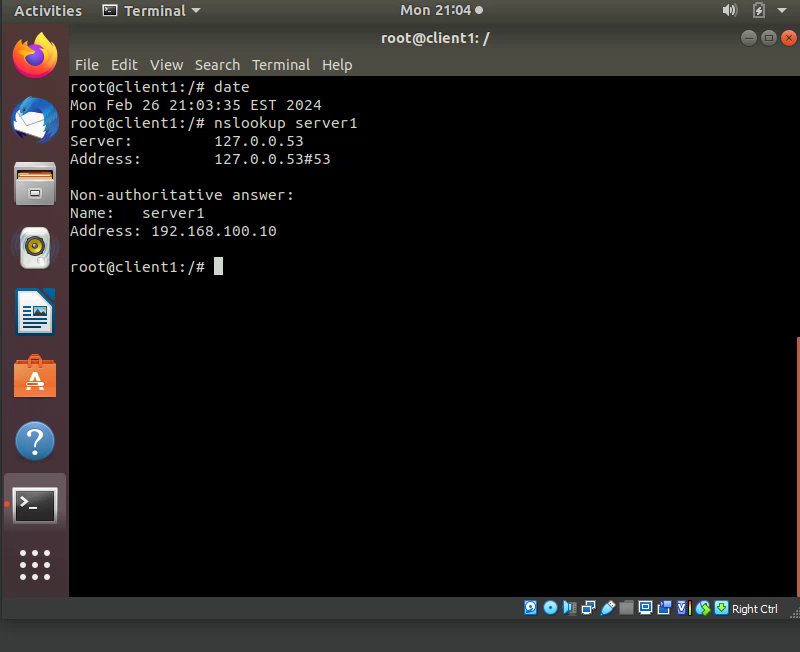 Activities Terminal Mon 21:04
root@client1: /
File Edit View Search Terminal Help
root@client1:/# date
Mon Feb 26 21:03:35 EST 2024
root@client1:/# nslookup server1
Server: 127.0.0.53
Address: 127.0.0.53#53
Non-authoritative answer:
Name: server1
Address: 192.168.100.10
root@client1:/#
Right Ctrl